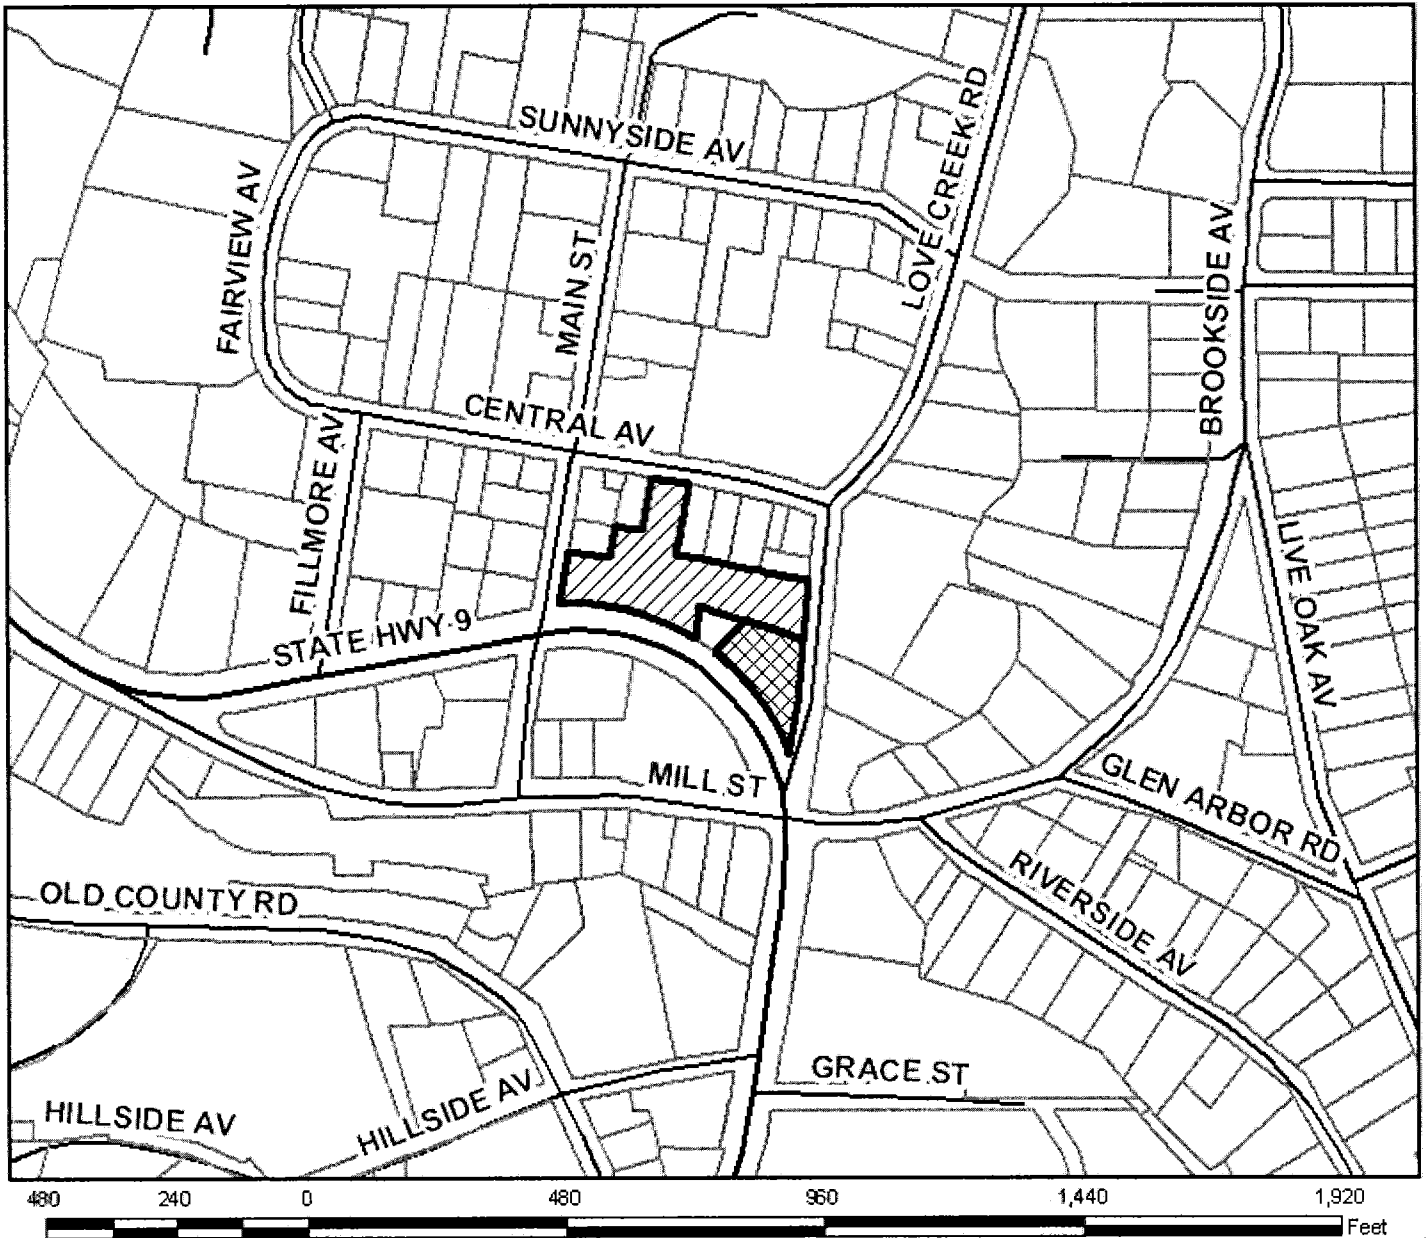 SUNNYSIDE AV
LOVE CREEK RD
FAIRVIEW AV
MAIN ST
BROOKSIDE AV
CENTRAL AV
FILLMORE AV
LIVE OAK AV
STATE HWY 9
MILL ST
GLEN ARBOR RD
RIVERSIDE AV
OLD COUNTY RD
GRACE ST
HILLSIDE AV
HILLSIDE AV
480 240 0 480 960 1,440 1,920
Feet